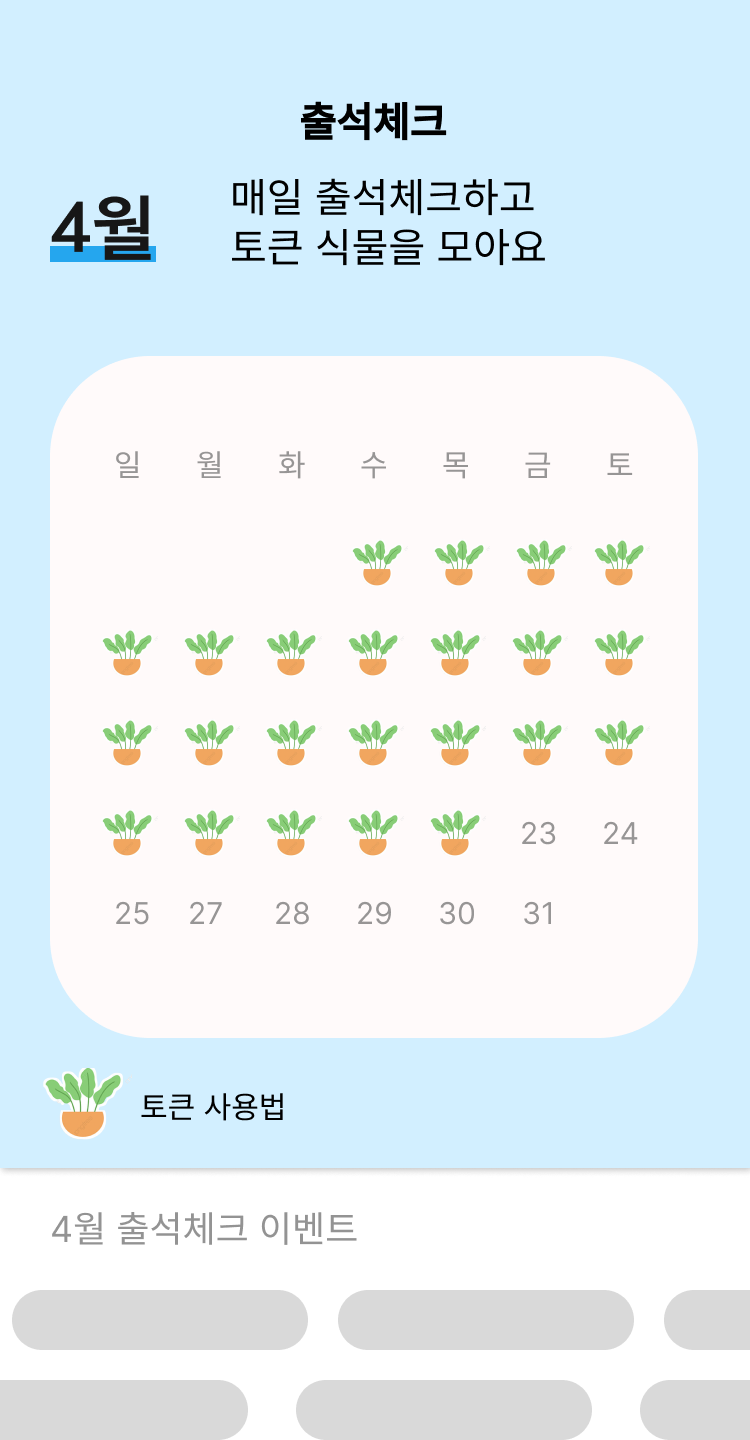 출석체크
4월
매일 출석체크하고
토큰 식물을 모아요
일 월 화 수 목 금 토
23 24
25 27 28 29 30 31
토큰 사용법
4월 출석체크 이벤트